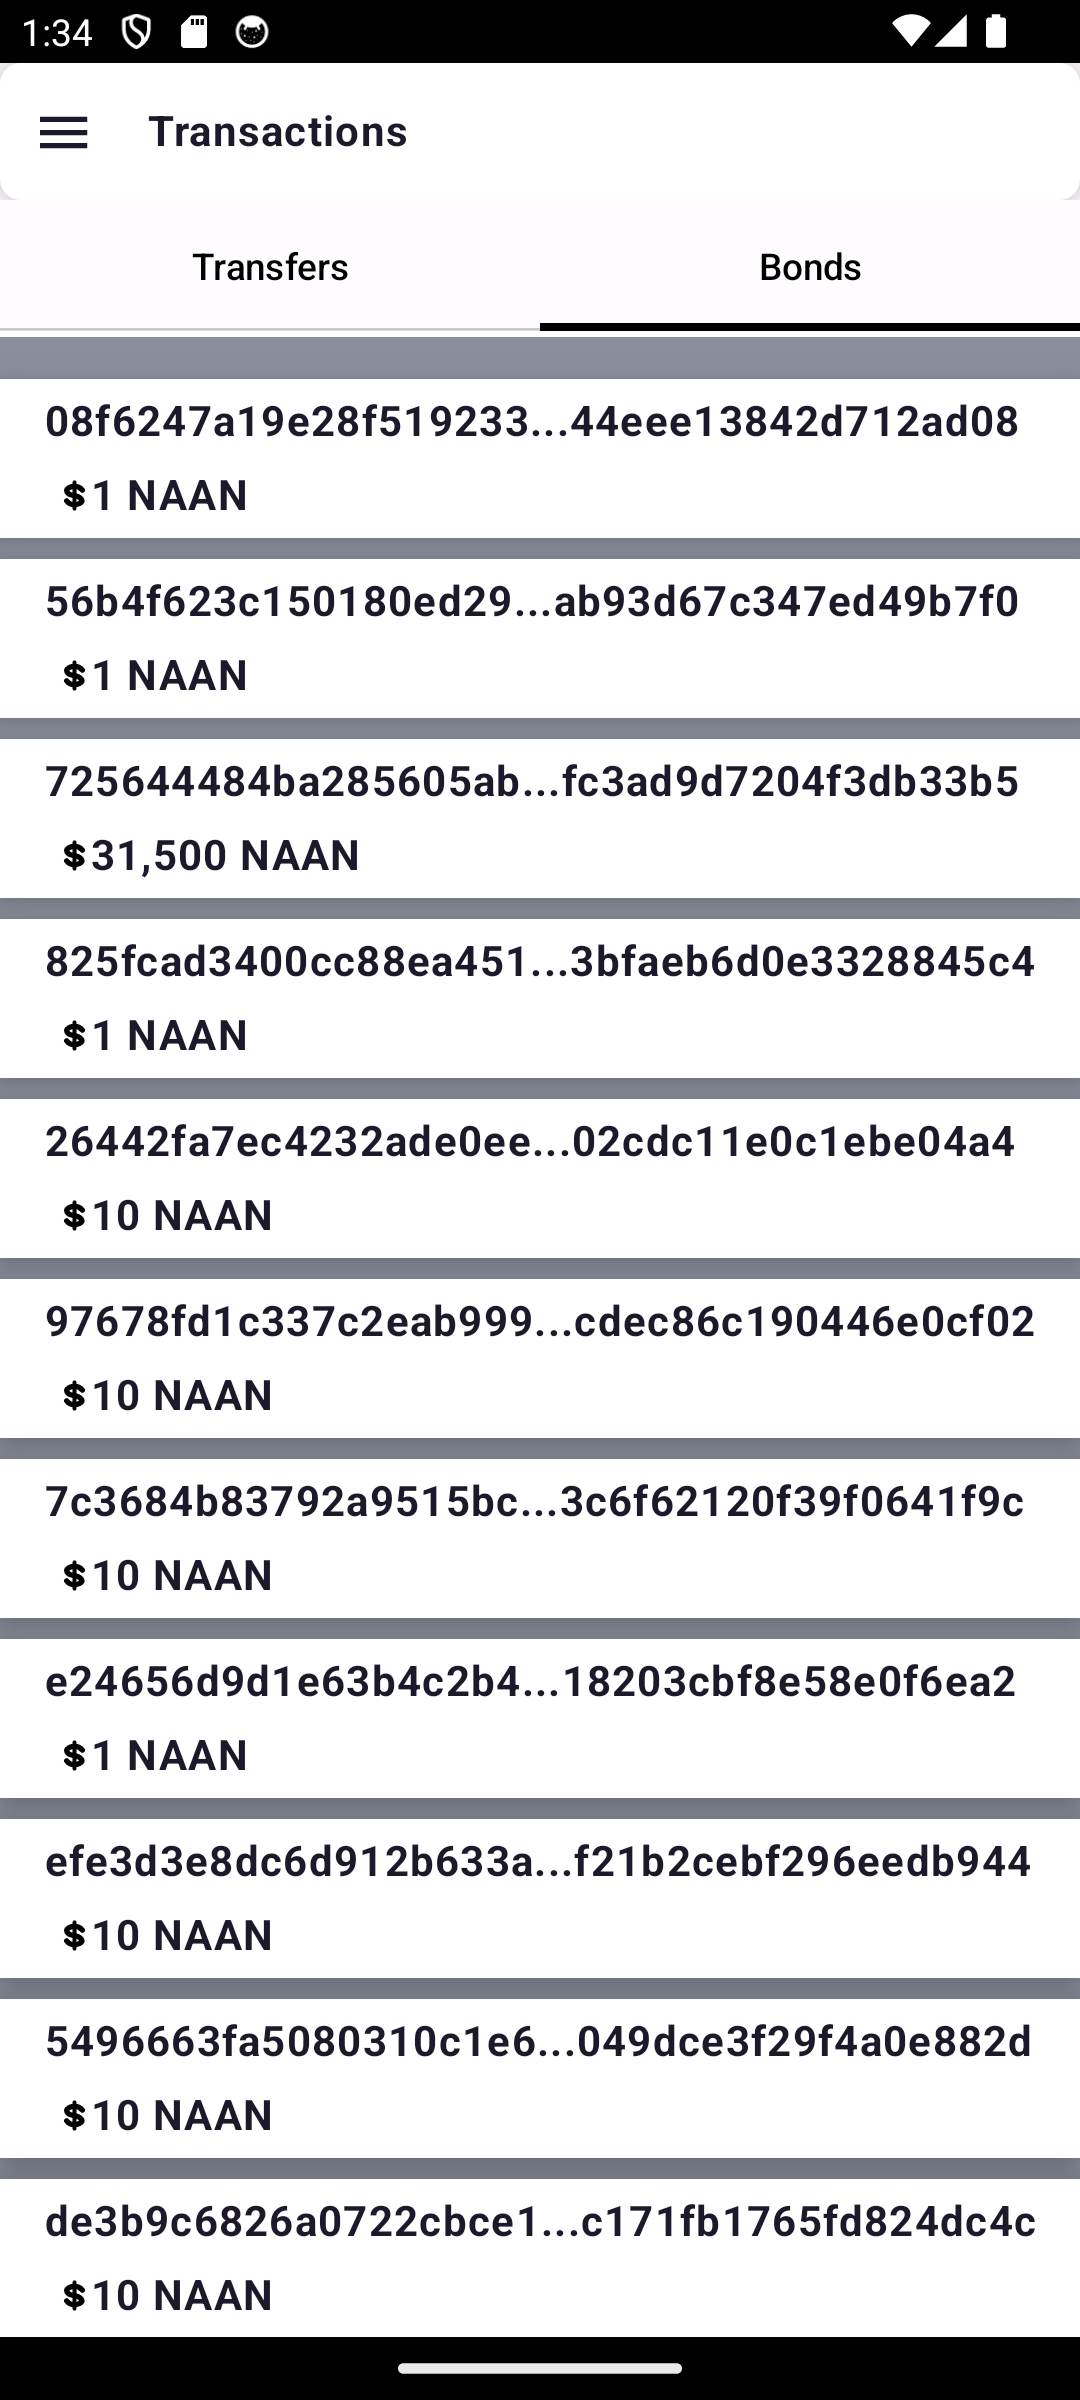 1:34
Transactions
Transfers
Bonds
08f6247a19e28f519233...44eee13842d712ad08
$1 NAAN
56b4f623c150180ed29...ab93d67c347ed49b7f0
$1 NAAN
725644484ba285605ab...fc3ad9d7204f3db33b5
$31,500 NAAN
825fcad3400cc88ea451...3bfaeb6d0e3328845c4
$1 NAAN
26442fa7ec4232ade0ee...02cdc11e0c1ebe04a4
$10 NAAN
97678fd1c337c2eab999...cdec86c190446e0cf02
$10 NAAN
7c3684b83792a9515bc...3c6f62120f39f0641f9c
$10 NAAN
e24656d9d1e63b4c2b4...18203cbf8e58e0f6ea2
$1 NAAN
efe3d3e8dc6d912b633a...f21b2cebf296eedb944
$10 NAAN
5496663fa5080310c1e6...049dce3f29f4a0e882d
$10 NAAN
de3b9c6826a0722cbce1...c171fb1765fd824dc4c
$10 NAAN